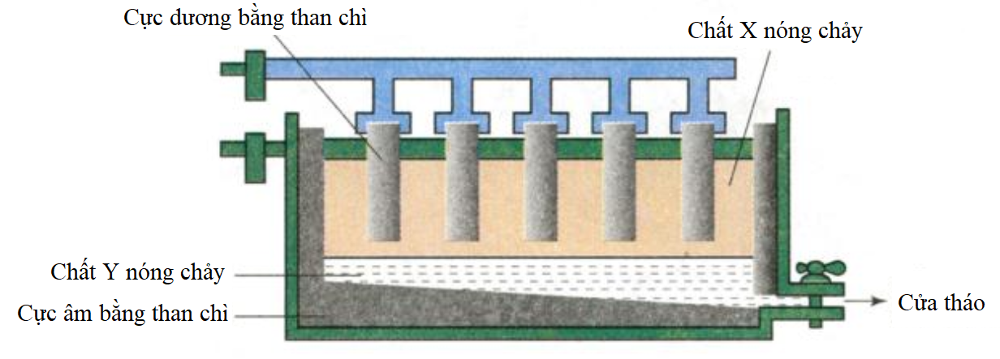 Cực dương bằng than chì
Chất X nóng chảy
Chất Y nóng chảy
Cực âm bằng than chì
Cửa tháo